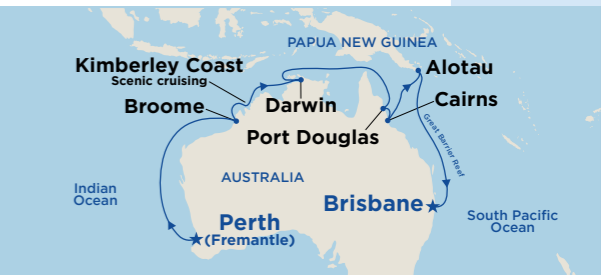 PAPUA NEW GUINEA
Kimberley Coast
Scenic cruising
Alotau
Broome
Darwin
Cairns
Port Douglas
Great Barrier Reef
AUSTRALIA
Indian
Ocean
Brisbane
Perth
(Fremantle)
South Pacific
Ocean